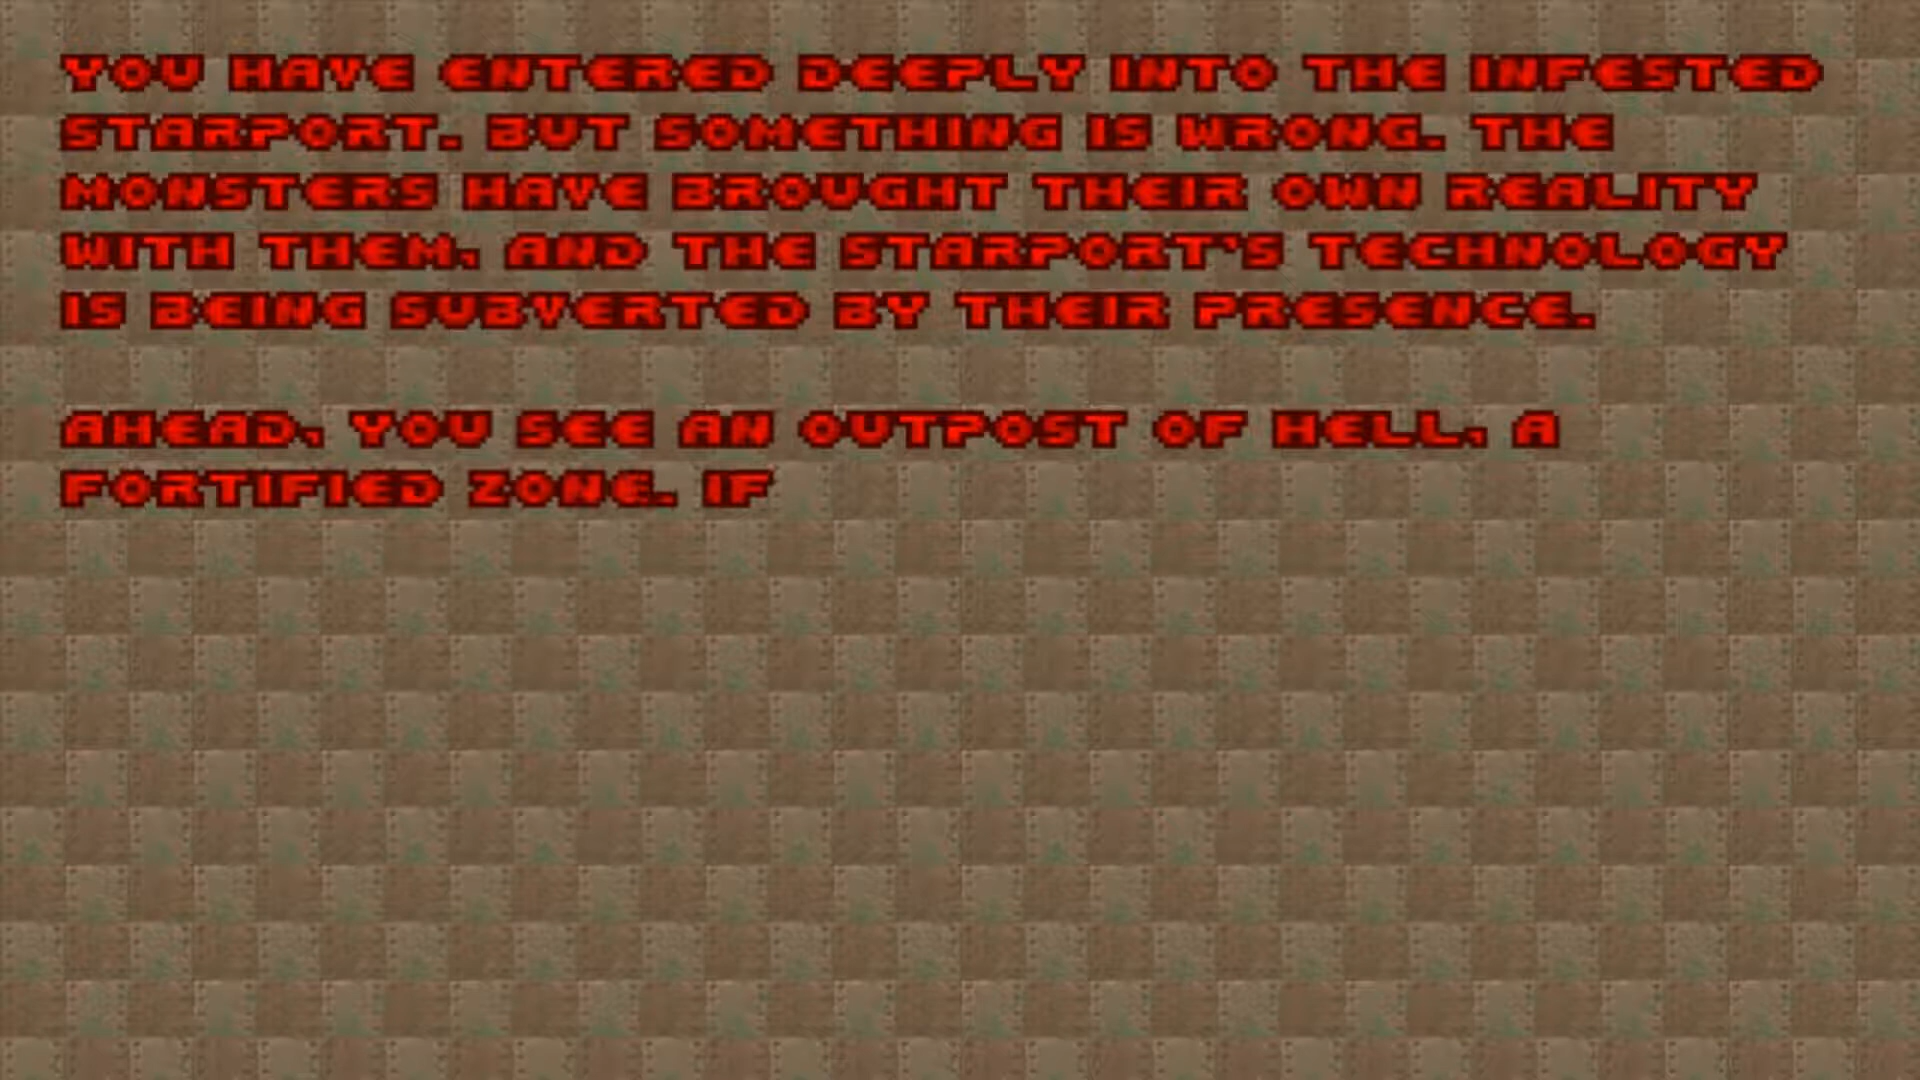 YOU HAVE ENTERED DEEPLY INTO THE INFESTED
STARPORT. BUT SOMETHING IS WRONG. THE
MONSTERS HAVE BROUGHT THEIR OWN REALITY
WITH THEM, AND THE STARPORT'S TECHNOLOGY
IS BEING SUBVERTED BY THEIR PRESENCE.
AHEAD, YOU SEE AN OUTPOST OF HELL, A
FORTIFIED ZONE. IF